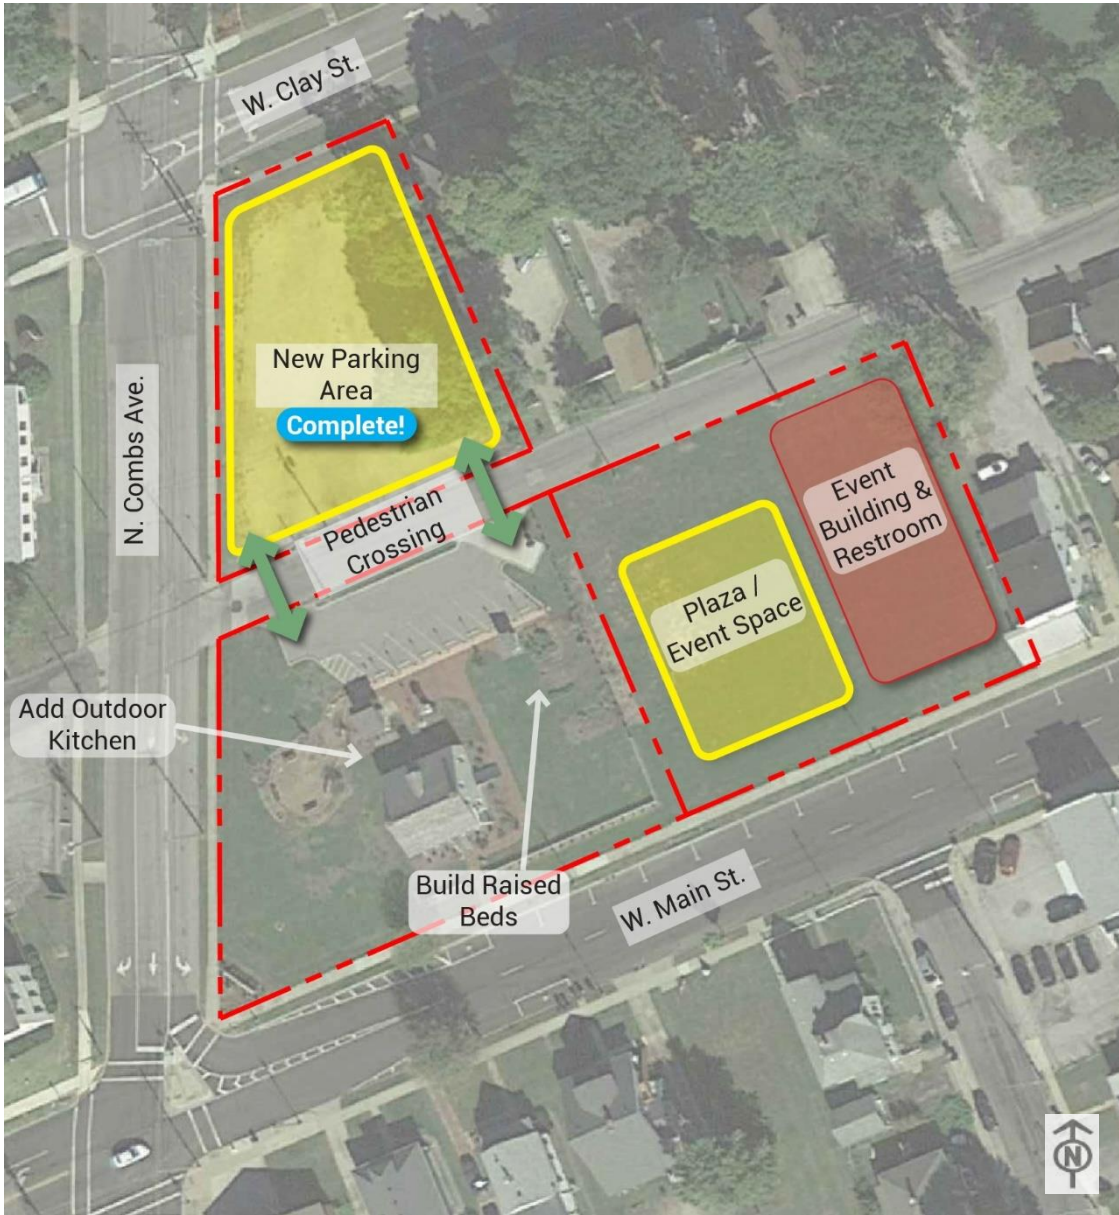 W. Clay St.
New Parking
Area
Complete!
N. Combs Ave.
Pedestrian
Crossing
Event
Building &
Restroom
Plaza /
Event Space
Add Outdoor
Kitchen
Build Raised
Beds
W. Main St.
N